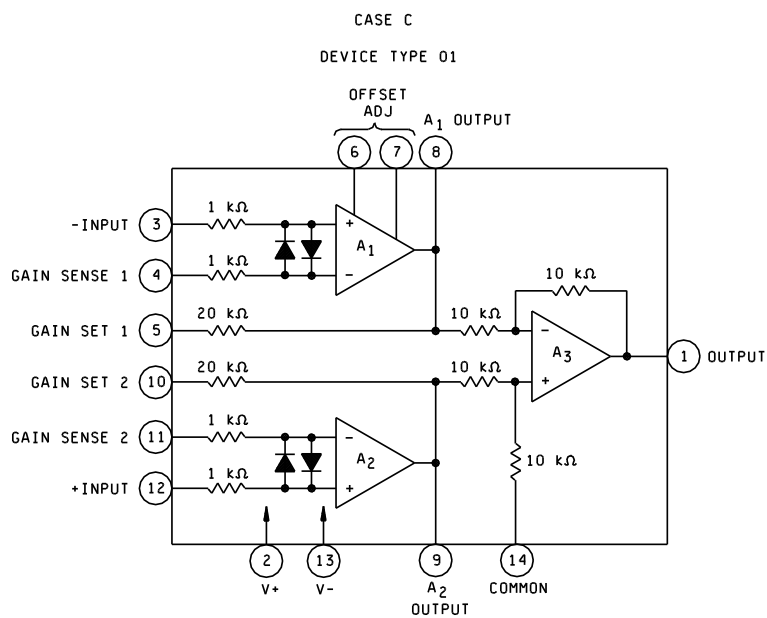 CASE C
DEVICE TYPE 01
OFFSET
ADJ
A1 OUTPUT
6
7
8
-INPUT
3
1 kΩ
+
A1
GAIN SENSE 1
4
1 kΩ
-
10 kΩ
GAIN SET 1
5
20 kΩ
10 kΩ
-
A3
1
OUTPUT
GAIN SET 2
10
20 kΩ
10 kΩ
+
GAIN SENSE 2
11
1 kΩ
-
A2
10 kΩ
+INPUT
12
1 kΩ
+
2
13
9
14
V+
V-
A2
OUTPUT
COMMON